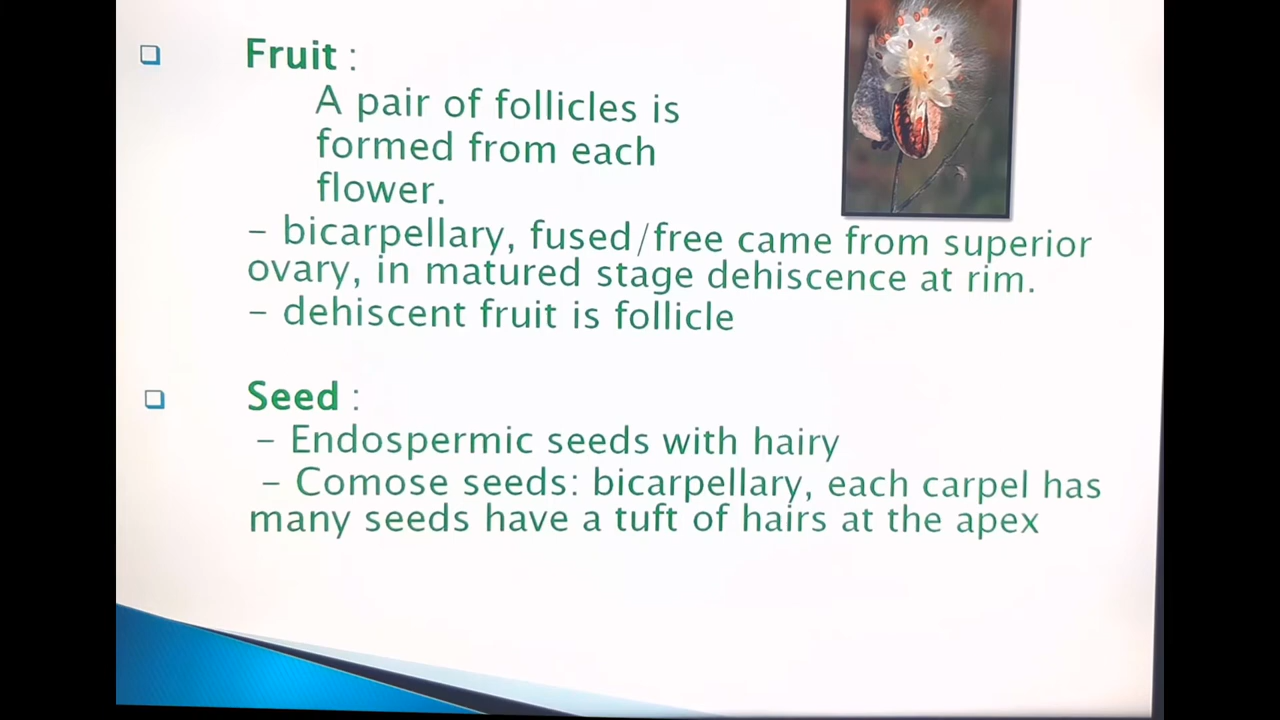 Fruit :
A pair of follicles is
formed from each
flower.
– bicarpellary, fused/free came from superior
ovary, in matured stage dehiscence at rim.
– dehiscent fruit is follicle
Seed :
– Endospermic seeds with hairy
– Comose seeds: bicarpellary, each carpel has
many seeds have a tuft of hairs at the apex